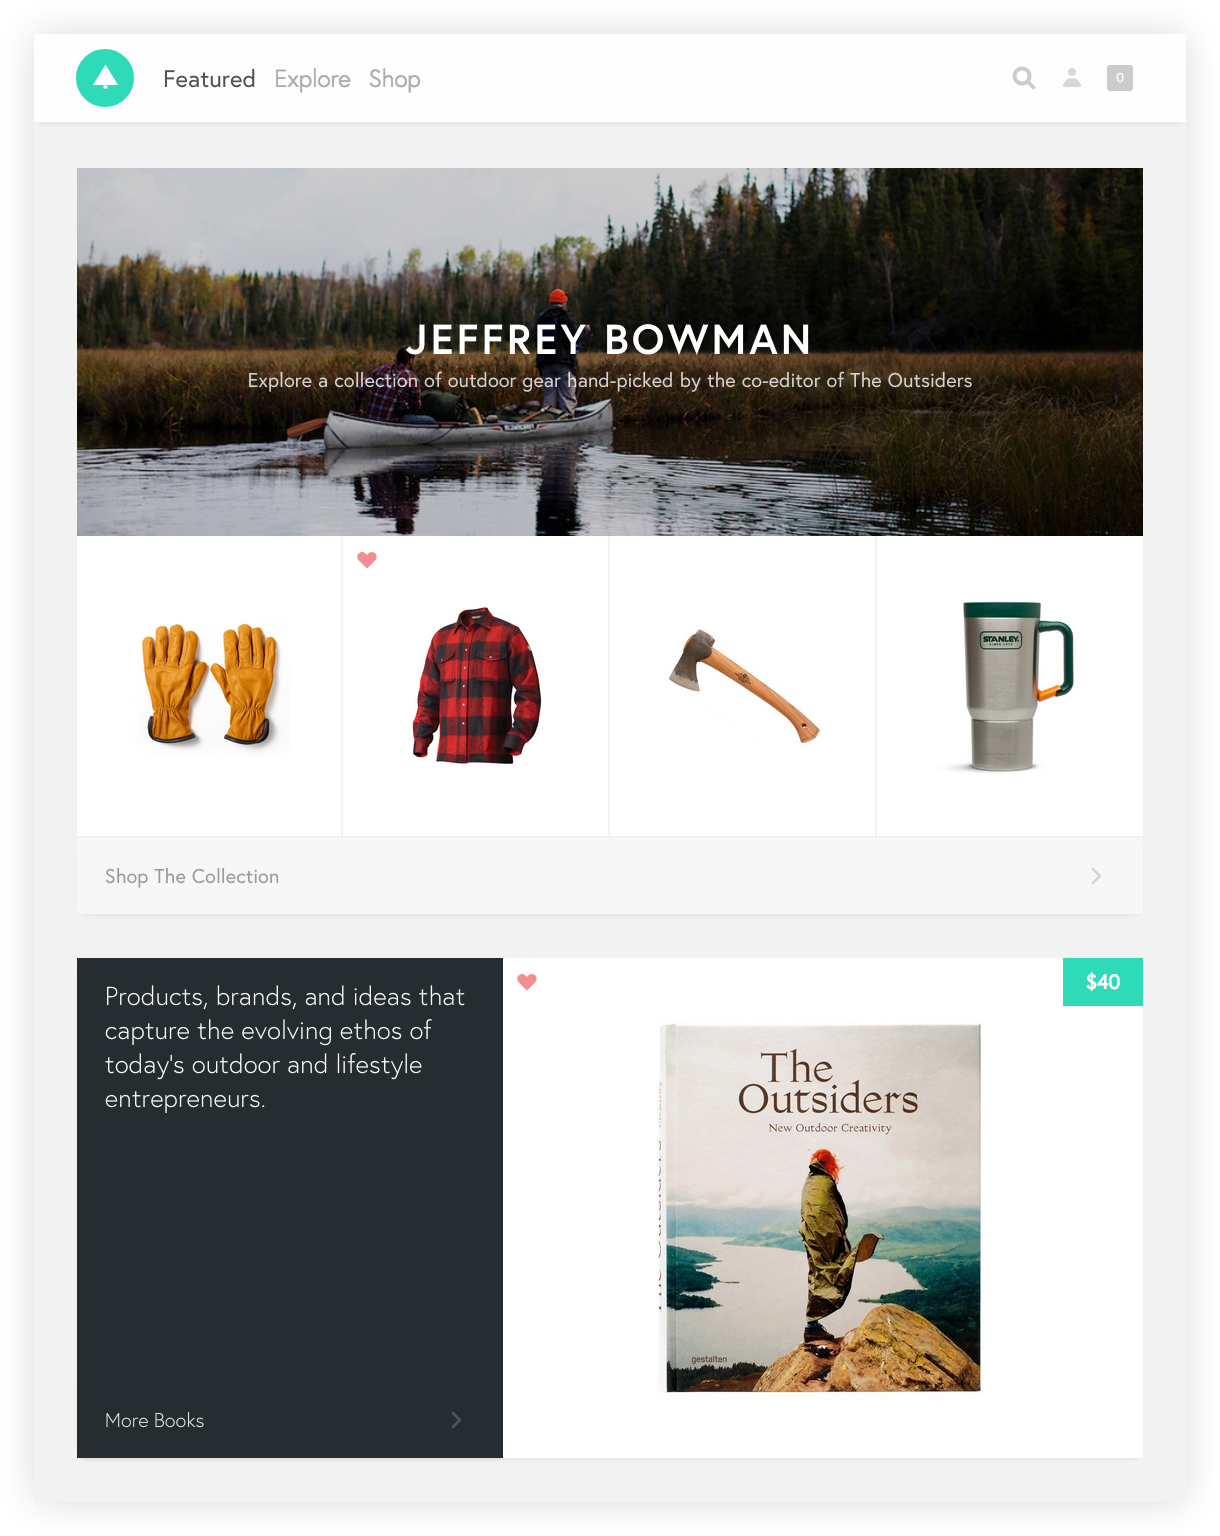 Featured Explore Shop
0
JEFFREY BOWMAN
Explore a collection of outdoor gear hand-picked by the co-editor of The Outsiders
STANLEY
Shop The Collection
Products, brands, and ideas that
capture the evolving ethos of
today's outdoor and lifestyle
entrepreneurs.
More Books
$40
The
Outsiders
New Outdoor Creativity
The Outsiders
gestalten